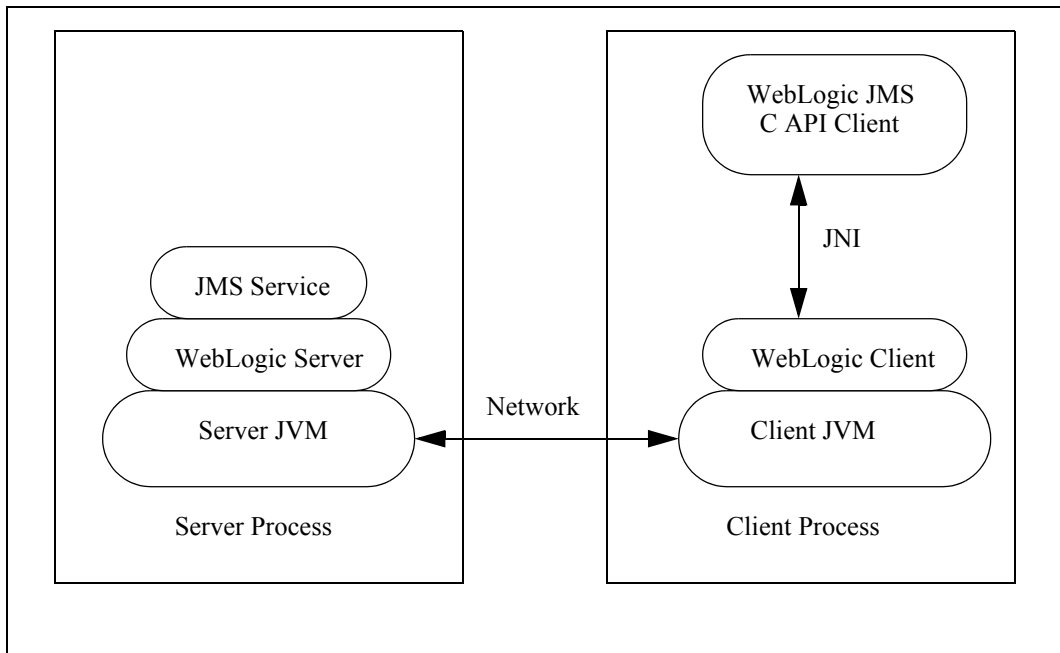 WebLogic JMS
C API Client
JNI
JMS Service
WebLogic Server
WebLogic Client
Network
Server JVM
Client JVM
Server Process
Client Process